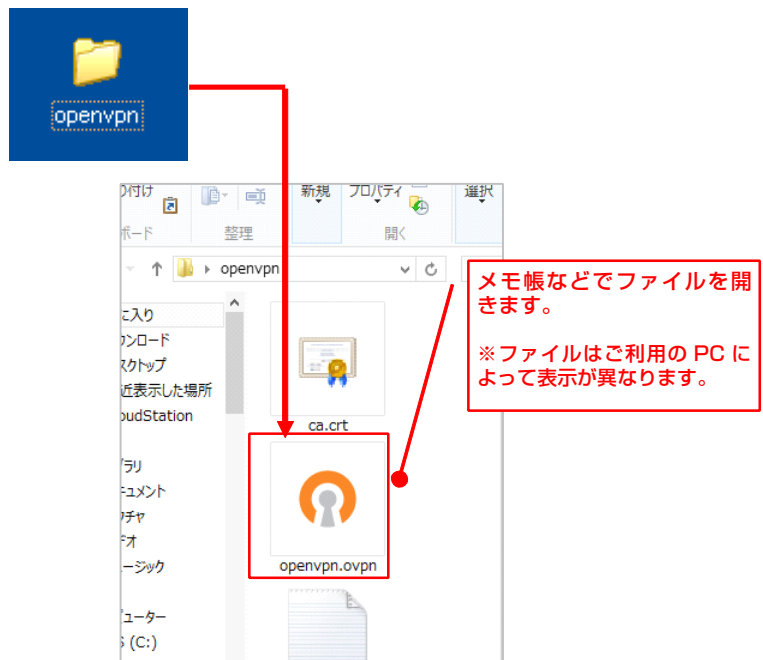 openvpn
の付け
新規
プロパティ
選択
ボード
整理
開く
openvpn
に入り
ウンロード
スクトップ
近表示した場所
oudStation
ca.crt
ブラリ
キュメント
クチャ
デオ
ージック
openvpn.ovpn
ピューター
(C:)
メモ帳などでファイルを開
きます。
※ファイルはご利用の PC に
よって表示が異なります。